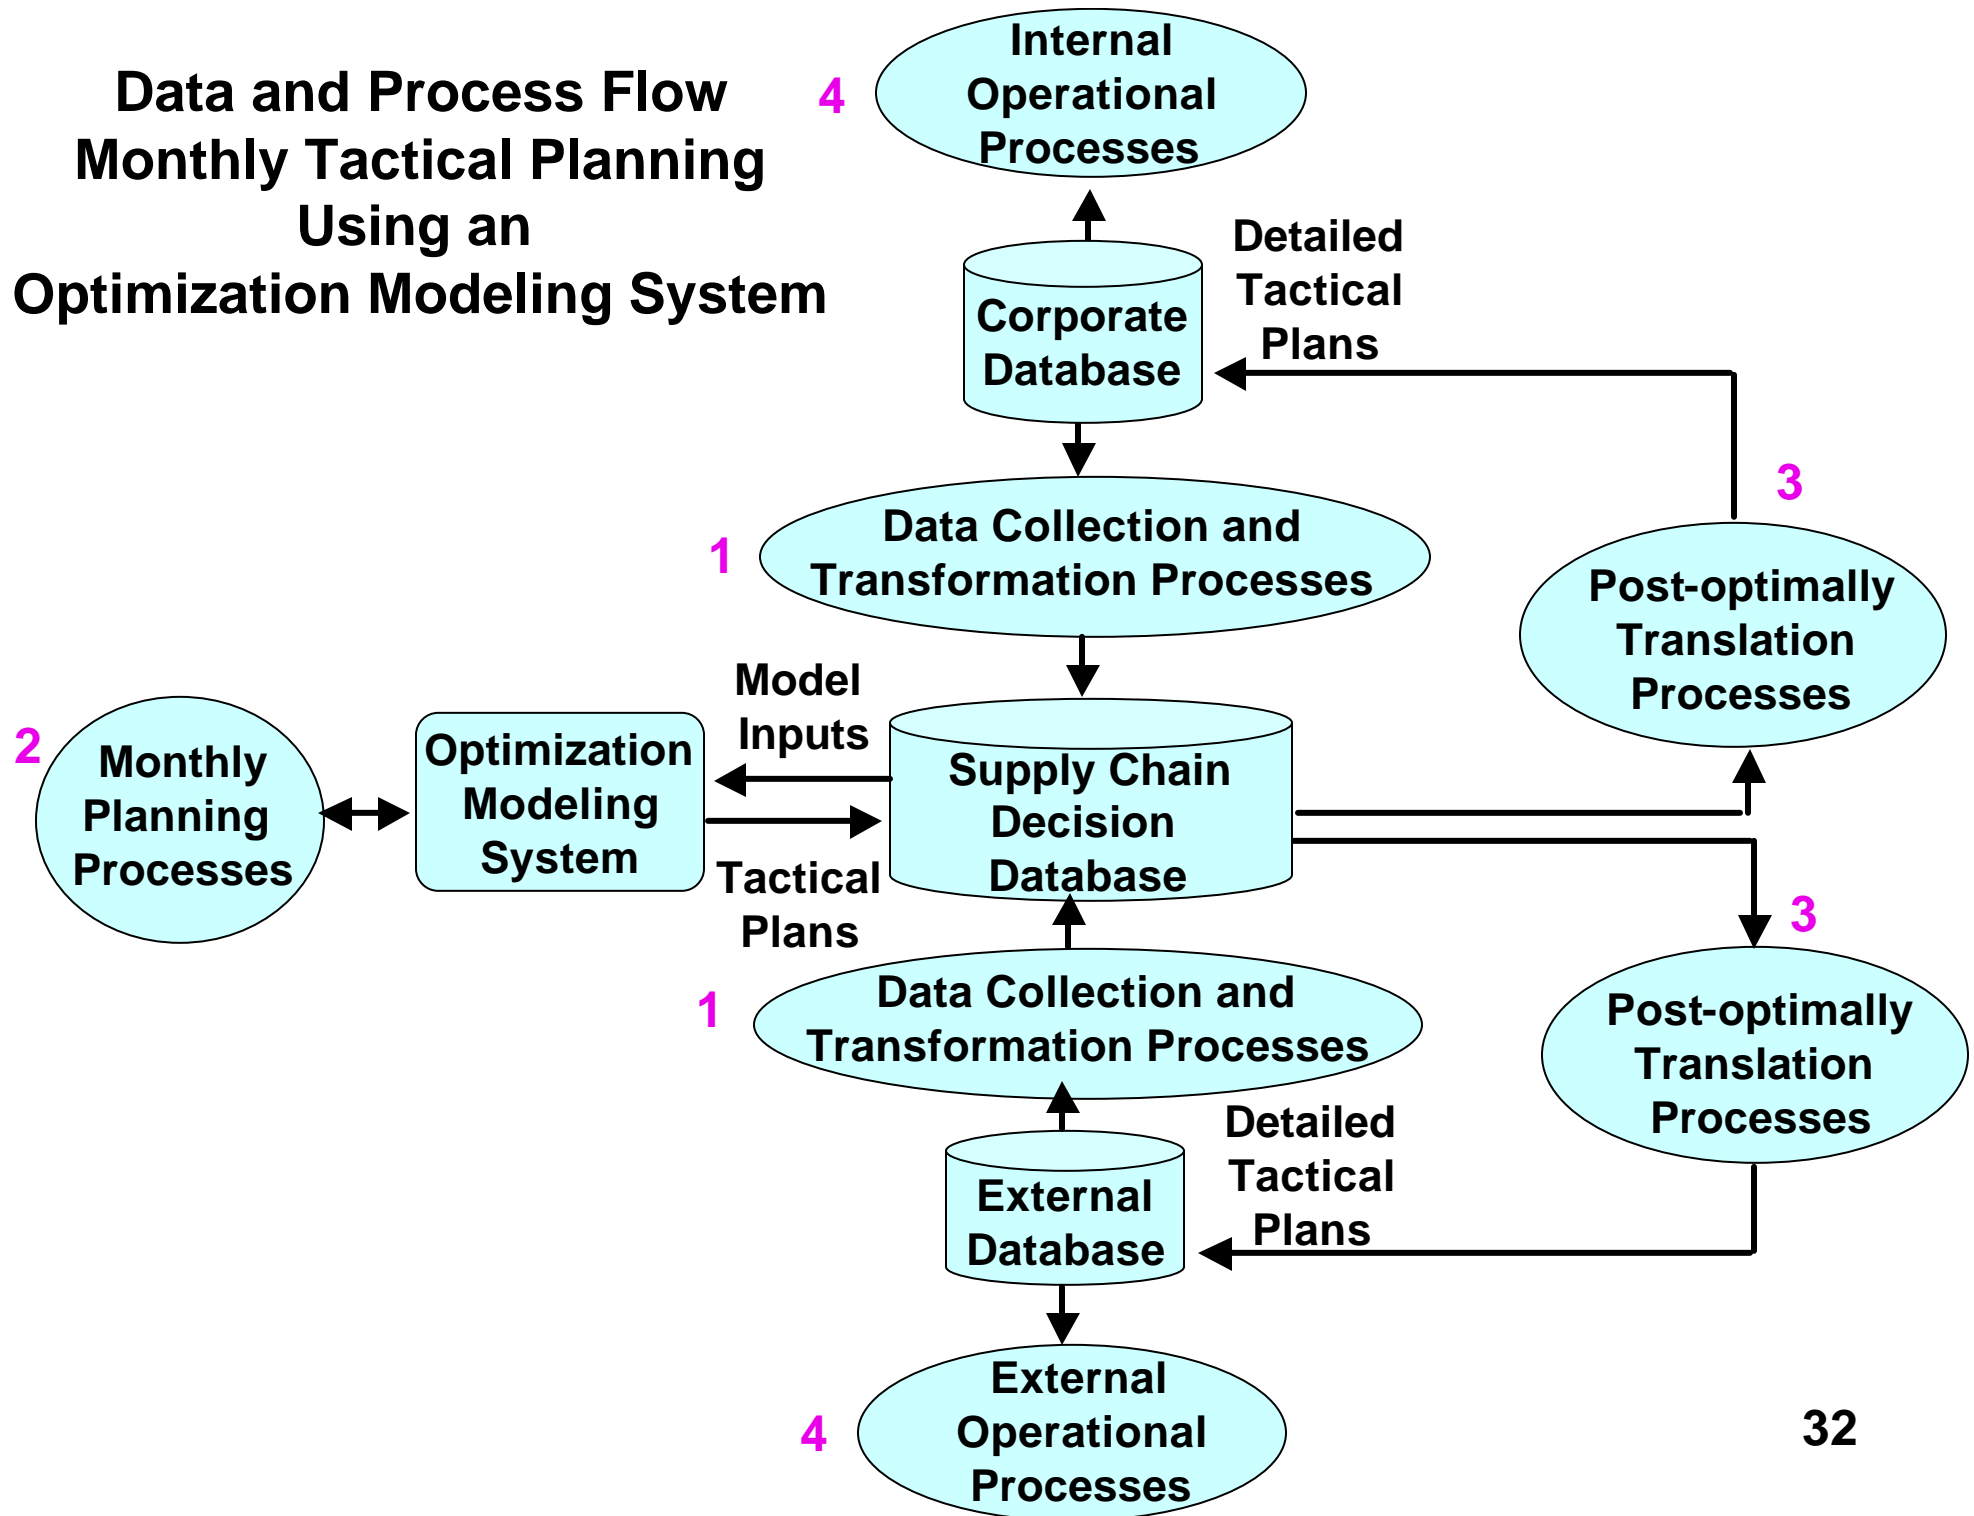 Data and Process Flow
Monthly Tactical Planning
Using an
Optimization Modeling System
4
Internal
Operational
Processes
Corporate
Database
Detailed
Tactical
Plans
1
Data Collection and
Transformation Processes
3
Post-optimally
Translation
Processes
2
Monthly
Planning
Processes
Optimization
Modeling
System
Model
Inputs
Tactical
Plans
Supply Chain
Decision
Database
3
Post-optimally
Translation
Processes
1
Data Collection and
Transformation Processes
External
Database
Detailed
Tactical
Plans
4
External
Operational
Processes
32